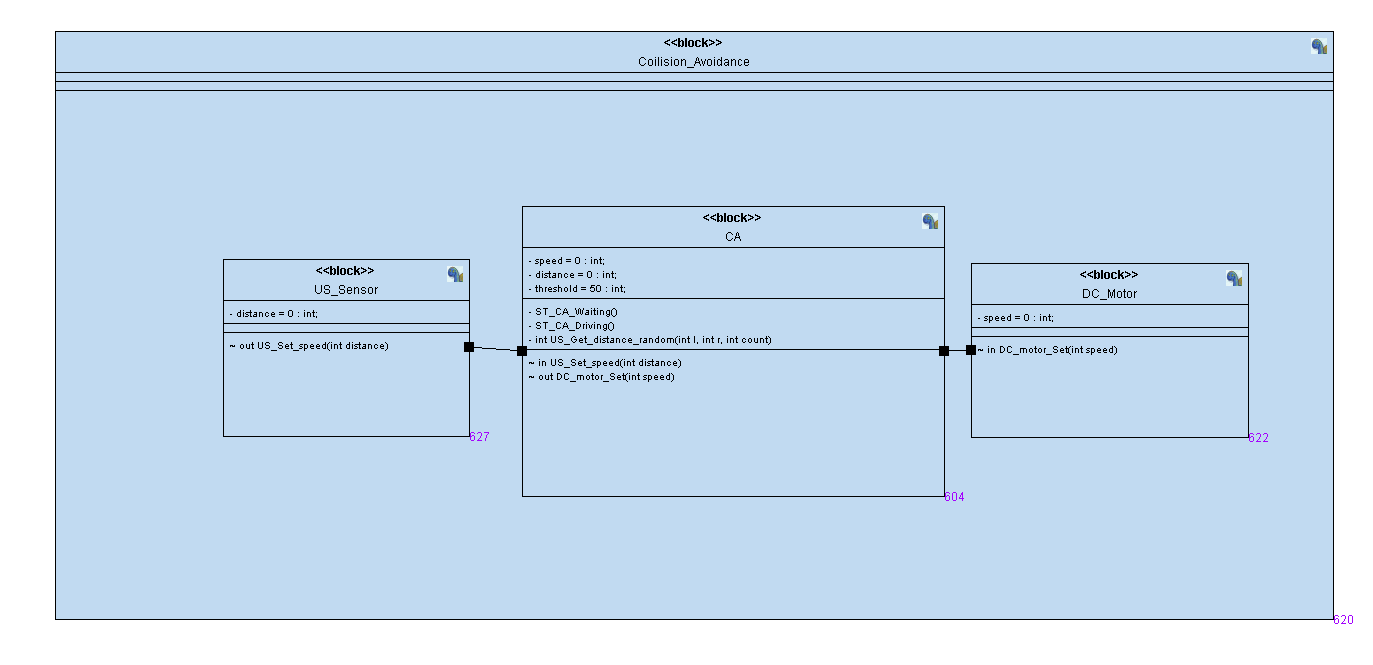 <<block>>
Coilision_Avoidance
<<block>>
US_Sensor
- distance = 0 : int;
~ out US_Set_speed(int distance)
627
<<block>>
CA
- speed = 0 : int;
- distance = 0 : int;
- threshold = 50 : int;
- ST_CA_Waiting()
- ST_CA_Driving()
- int US_Get_distance_random(int l, int r, int count)
~ in US_Set_speed(int distance)
~ out DC_motor_Set(int speed)
604
<<block>>
DC_Motor
- speed = 0 : int;
~ in DC_motor_Set(int speed)
622
620